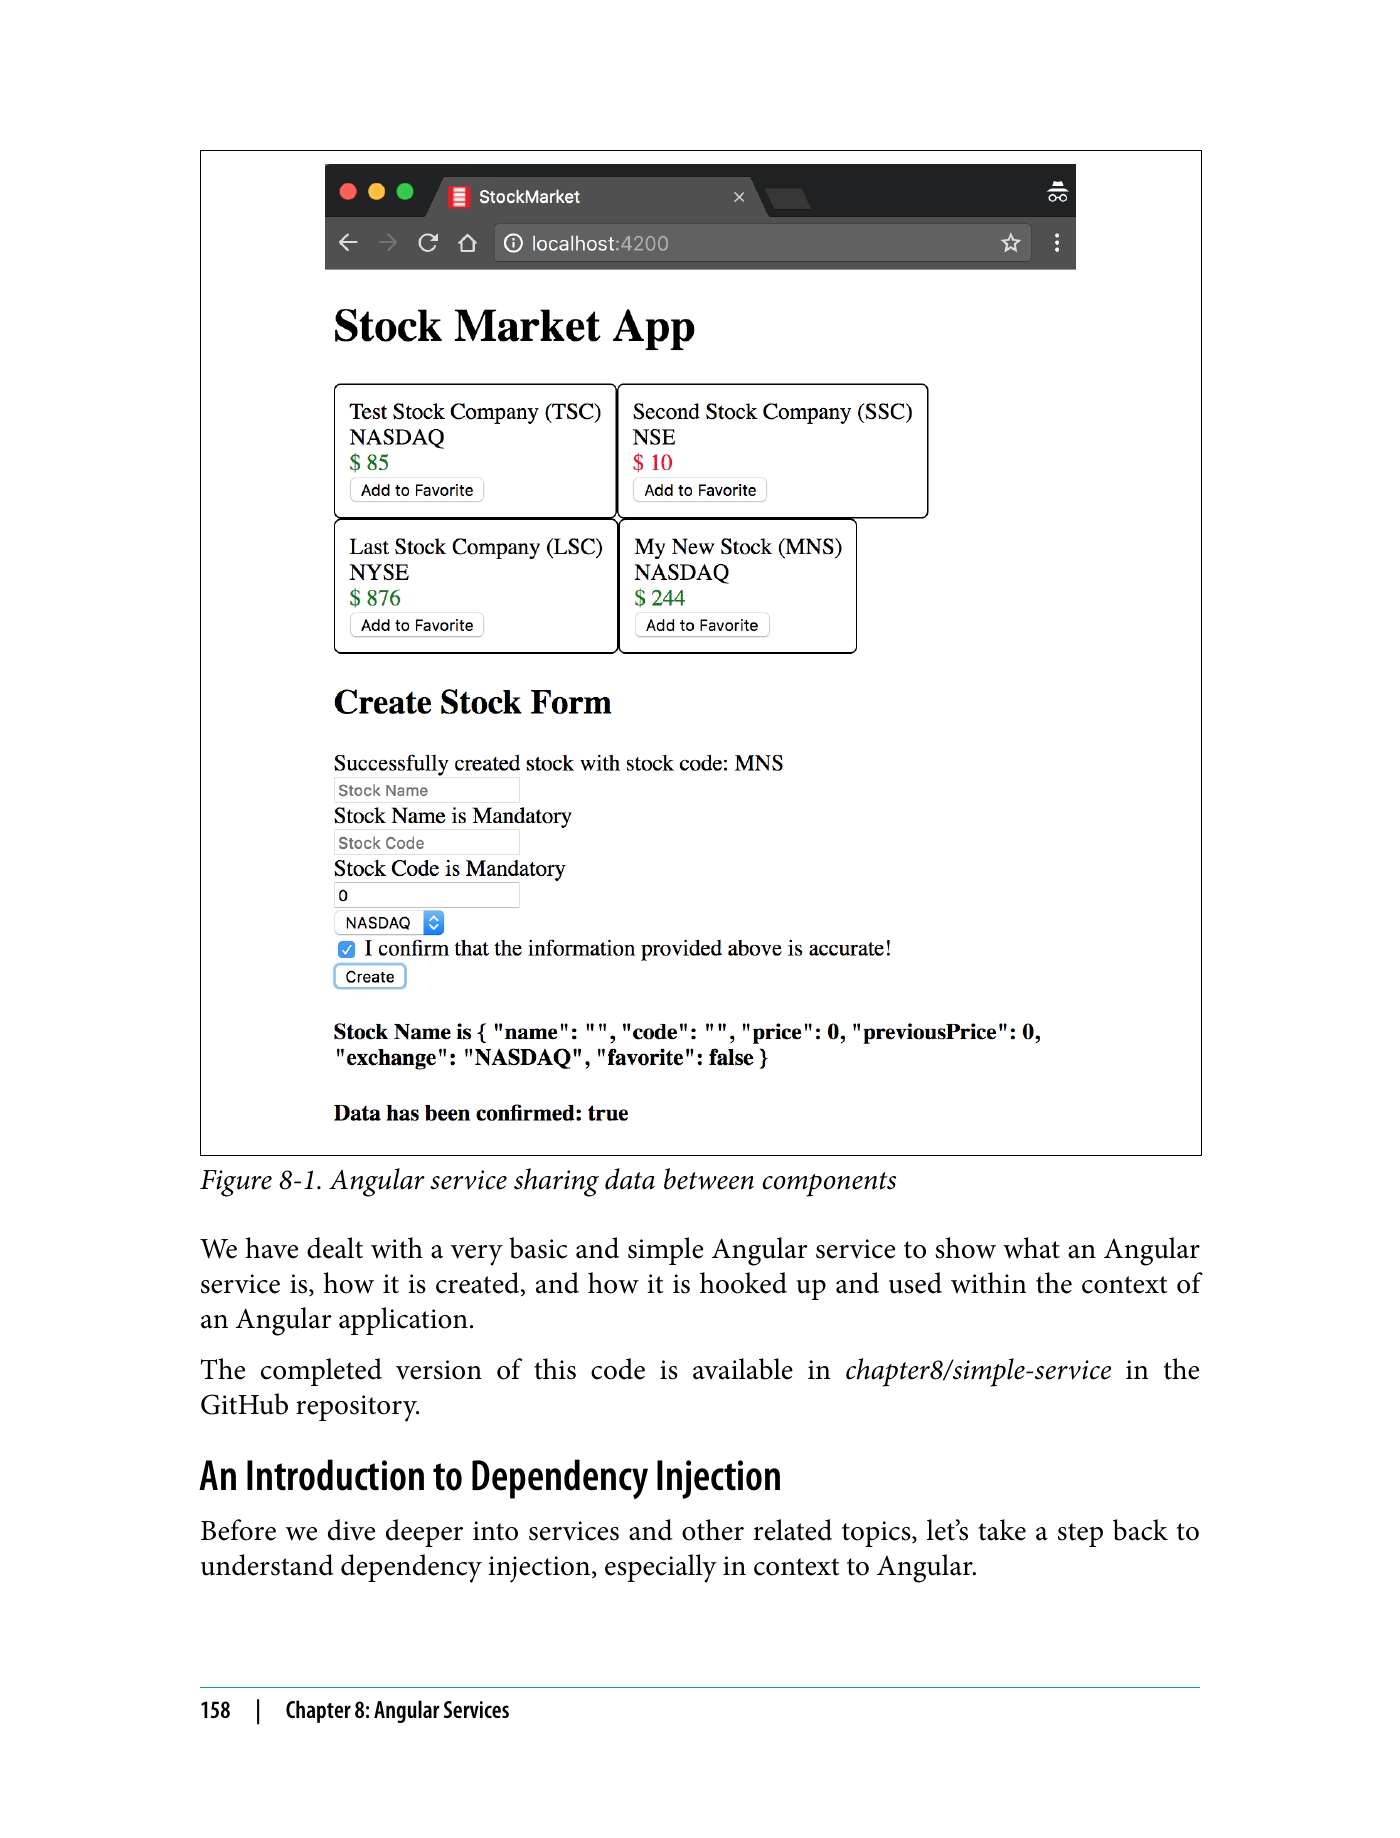 StockMarket
localhost:4200
Stock Market App
Test Stock Company (TSC)
NASDAQ
$ 85
Add to Favorite
Second Stock Company (SSC)
NSE
$ 10
Add to Favorite
Last Stock Company (LSC)
NYSE
$ 876
Add to Favorite
My New Stock (MNS)
NASDAQ
$ 244
Add to Favorite
Create Stock Form
Successfully created stock with stock code: MNS
Stock Name
Stock Name is Mandatory
Stock Code
Stock Code is Mandatory
0
NASDAQ
I confirm that the information provided above is accurate!
Create
Stock Name is { "name": "", "code": "", "price": 0, "previousPrice": 0,
"exchange": "NASDAQ", "favorite": false }
Data has been confirmed: true
Figure 8-1. Angular service sharing data between components
We have dealt with a very basic and simple Angular service to show what an Angular
service is, how it is created, and how it is hooked up and used within the context of
an Angular application.
The completed version of this code is available in chapter8/simple-service in the
GitHub repository.
An Introduction to Dependency Injection
Before we dive deeper into services and other related topics, let’s take a step back to
understand dependency injection, especially in context to Angular.
158 | Chapter 8: Angular Services